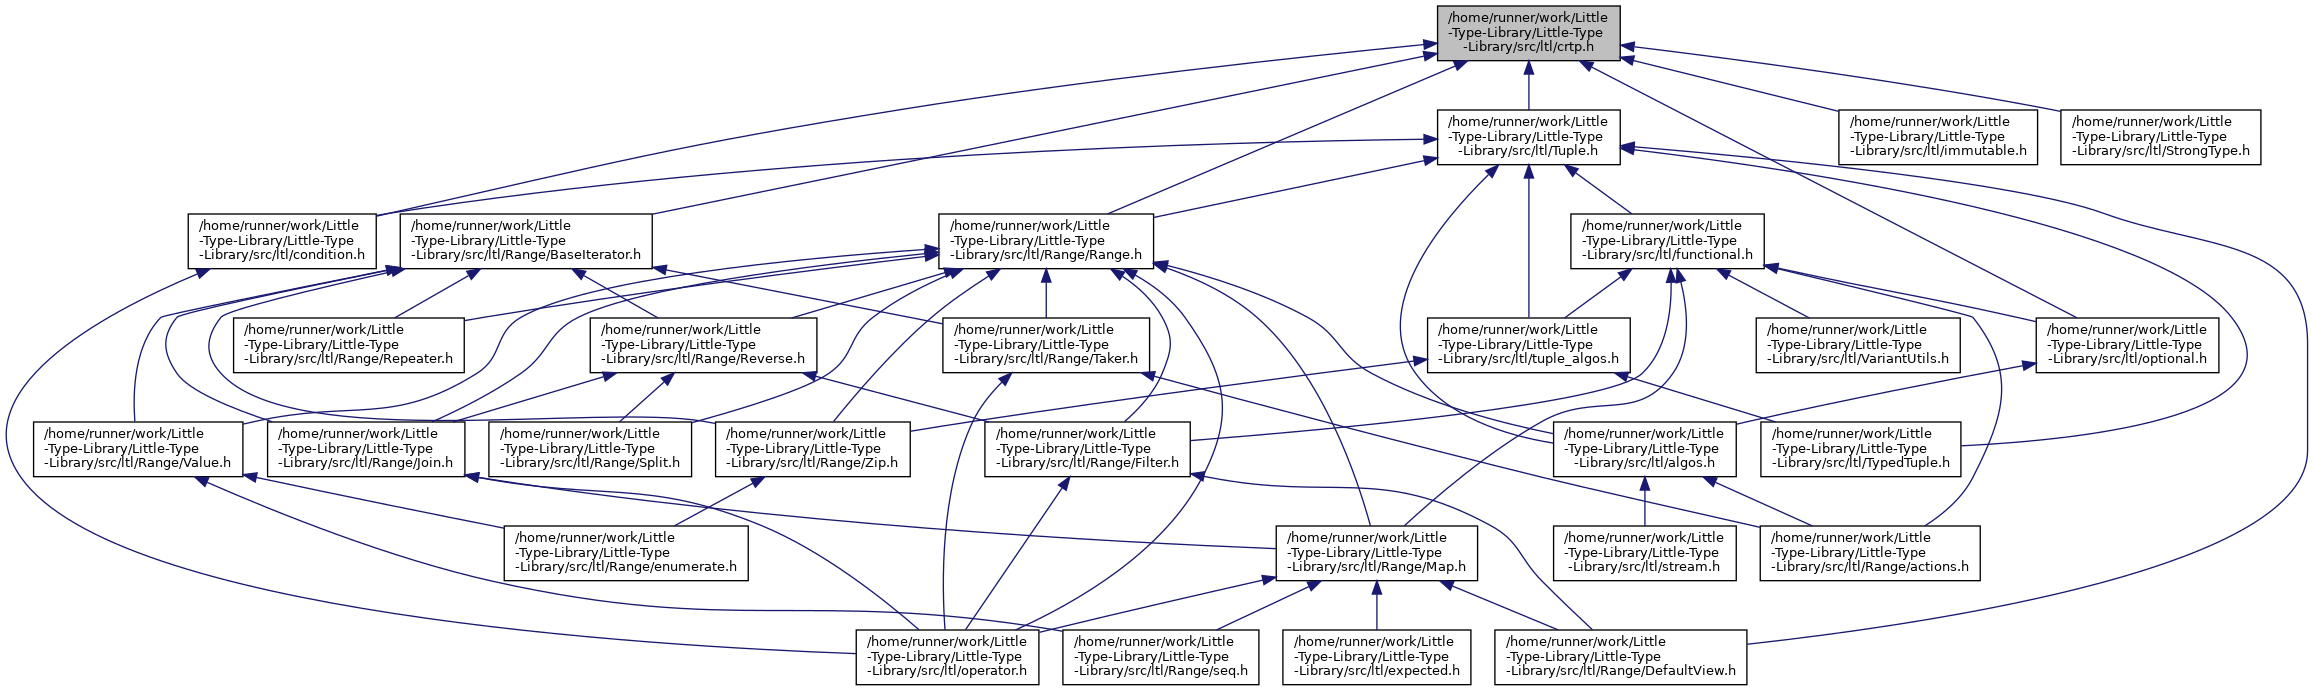 /home/runner/work/Little
-Type-Library/Little-Type
-Library/src/ltl/crtp.h
/home/runner/work/Little
-Type-Library/Little-Type
-Library/src/ltl/Tuple.h
/home/runner/work/Little
-Type-Library/Little-Type
-Library/src/ltl/immutable.h
/home/runner/work/Little
-Type-Library/Little-Type
-Library/src/ltl/StrongType.h
/home/runner/work/Little
-Type-Library/Little-Type
-Library/src/ltl/condition.h
/home/runner/work/Little
-Type-Library/Little-Type
-Library/src/ltl/Range/BaseIterator.h
/home/runner/work/Little
-Type-Library/Little-Type
-Library/src/ltl/Range/Range.h
/home/runner/work/Little
-Type-Library/Little-Type
-Library/src/ltl/functional.h
/home/runner/work/Little
-Type-Library/Little-Type
-Library/src/ltl/Range/Repeater.h
/home/runner/work/Little
-Type-Library/Little-Type
-Library/src/ltl/Range/Reverse.h
/home/runner/work/Little
-Type-Library/Little-Type
-Library/src/ltl/Range/Taker.h
/home/runner/work/Little
-Type-Library/Little-Type
-Library/src/ltl/tuple_algos.h
/home/runner/work/Little
-Type-Library/Little-Type
-Library/src/ltl/VariantUtils.h
/home/runner/work/Little
-Type-Library/Little-Type
-Library/src/ltl/optional.h
/home/runner/work/Little
-Type-Library/Little-Type
-Library/src/ltl/Range/Value.h
/home/runner/work/Little
-Type-Library/Little-Type
-Library/src/ltl/Range/Join.h
/home/runner/work/Little
-Type-Library/Little-Type
-Library/src/ltl/Range/Split.h
/home/runner/work/Little
-Type-Library/Little-Type
-Library/src/ltl/Range/Zip.h
/home/runner/work/Little
-Type-Library/Little-Type
-Library/src/ltl/Range/Filter.h
/home/runner/work/Little
-Type-Library/Little-Type
-Library/src/ltl/algos.h
/home/runner/work/Little
-Type-Library/Little-Type
-Library/src/ltl/TypedTuple.h
/home/runner/work/Little
-Type-Library/Little-Type
-Library/src/ltl/Range/enumerate.h
/home/runner/work/Little
-Type-Library/Little-Type
-Library/src/ltl/Range/Map.h
/home/runner/work/Little
-Type-Library/Little-Type
-Library/src/ltl/stream.h
/home/runner/work/Little
-Type-Library/Little-Type
-Library/src/ltl/Range/actions.h
/home/runner/work/Little
-Type-Library/Little-Type
-Library/src/ltl/operator.h
/home/runner/work/Little
-Type-Library/Little-Type
-Library/src/ltl/Range/seq.h
/home/runner/work/Little
-Type-Library/Little-Type
-Library/src/ltl/expected.h
/home/runner/work/Little
-Type-Library/Little-Type
-Library/src/ltl/Range/DefaultView.h